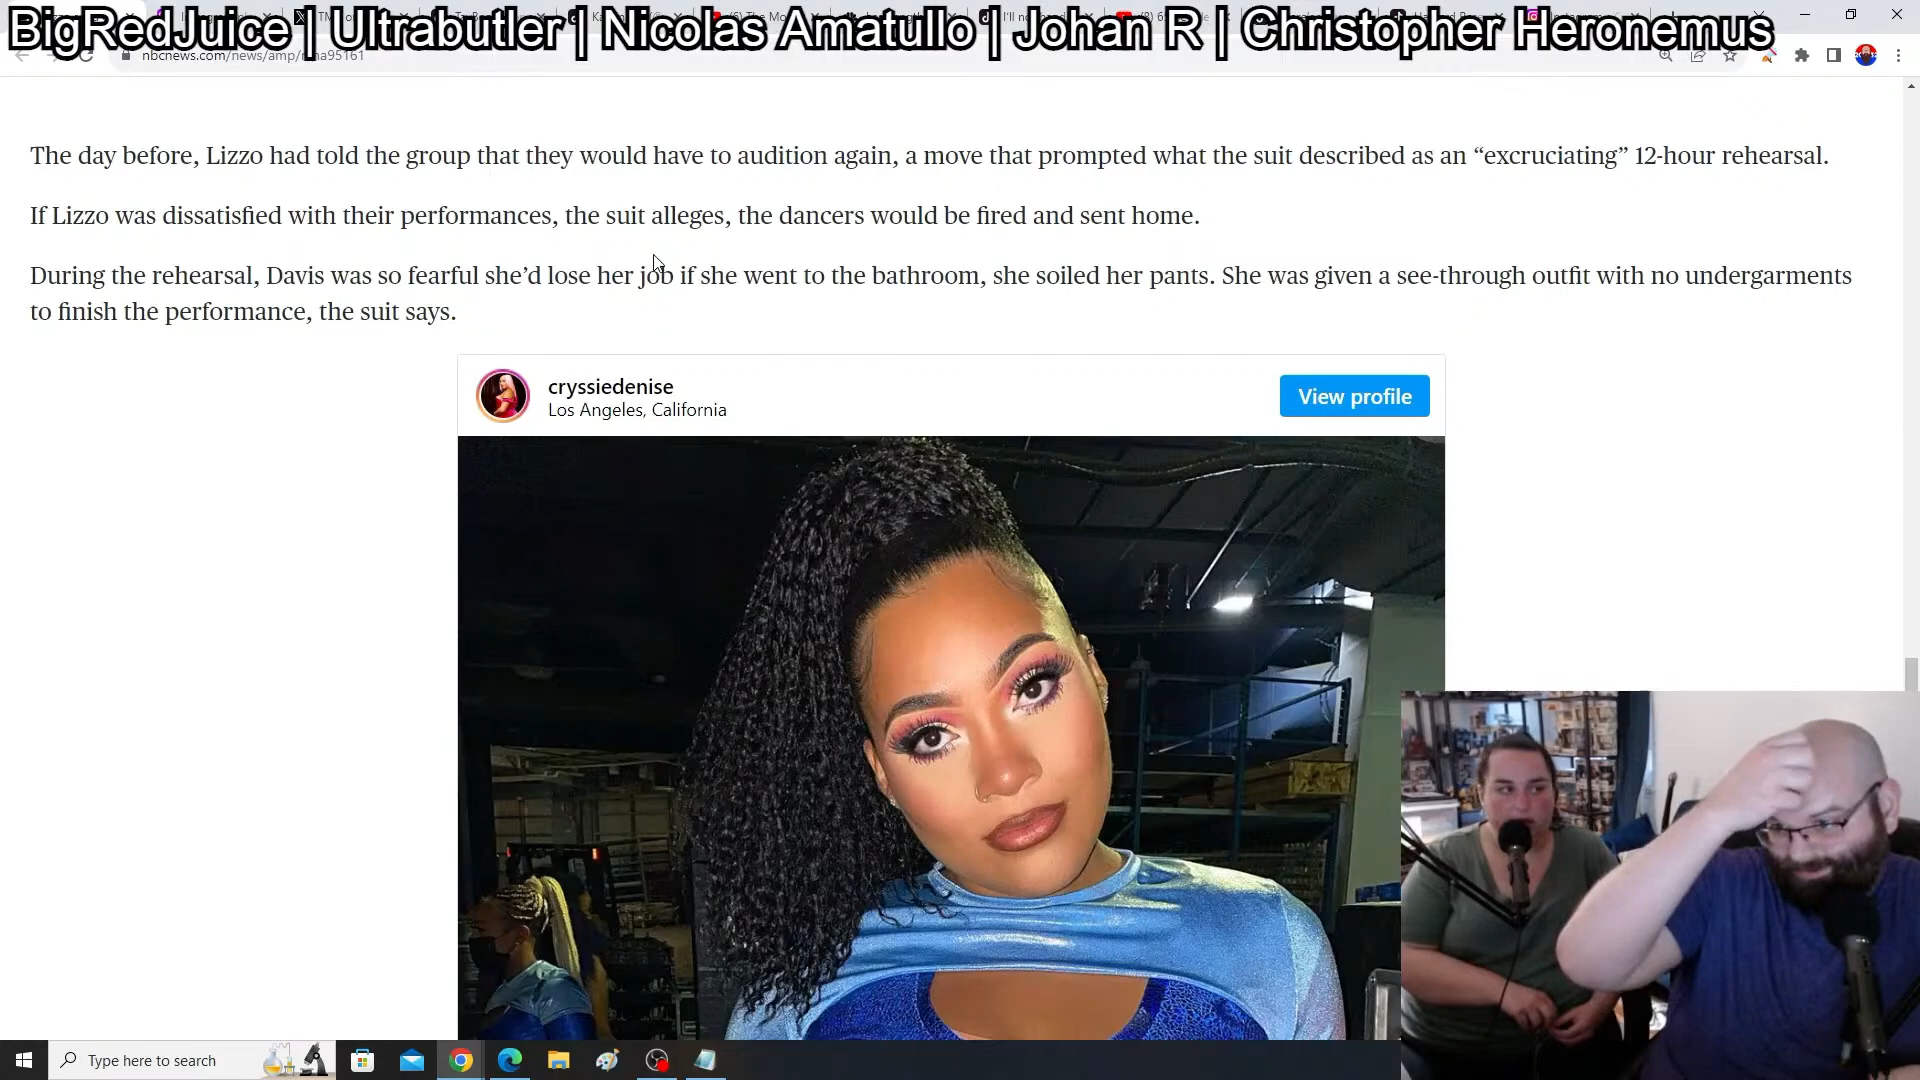 BigRedJuice | Ultrabutler | Nicolas Amatullo | Johan R | Christopher Heronemus
The day before, Lizzo had told the group that they would have to audition again, a move that prompted what the suit described as an “excruciating” 12-hour rehearsal.
If Lizzo was dissatisfied with their performances, the suit alleges, the dancers would be fired and sent home.
During the rehearsal, Davis was so fearful she’d lose her job if she went to the bathroom, she soiled her pants. She was given a see-through outfit with no undergarments
to finish the performance, the suit says.
cryssiedenise
Los Angeles, California
View profile
Type here to search